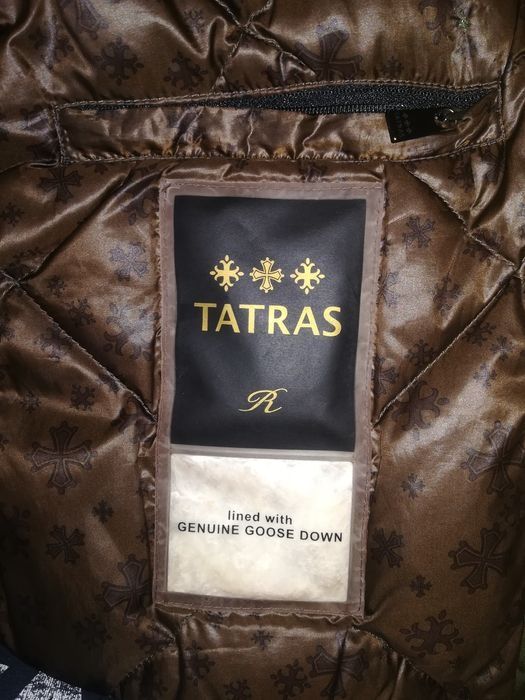 TATRAS
R
lined with
GENUINE GOOSE DOWN